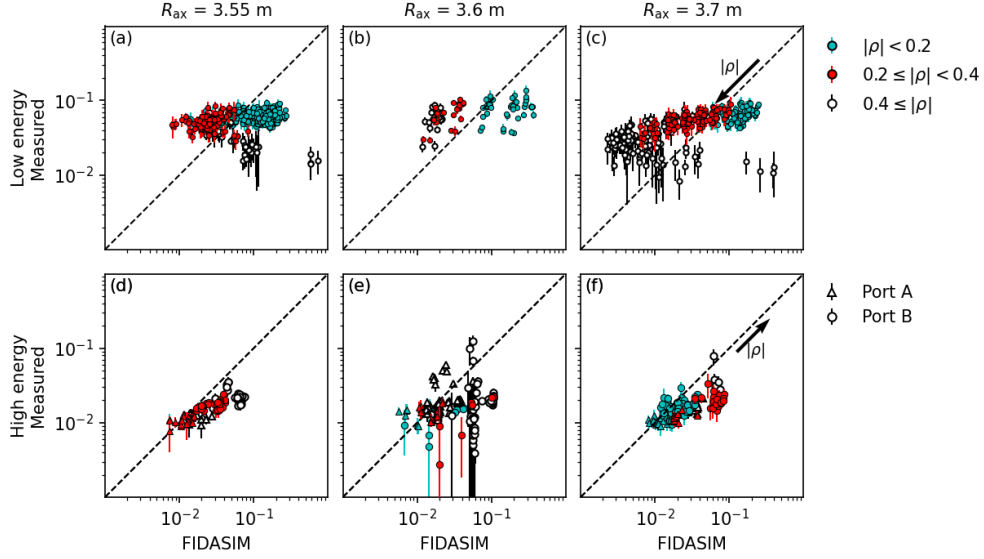 R_ax = 3.55 m
R_ax = 3.6 m
R_ax = 3.7 m
Low energy
Measured
10^−1
10^−2
(a)
(b)
(c)
|ρ|
|ρ| < 0.2
0.2 ≤ |ρ| < 0.4
0.4 ≤ |ρ|
High energy
Measured
10^−1
10^−2
(d)
(e)
(f)
|ρ|
Port A
Port B
10^−2 10^−1
10^−2 10^−1
10^−2 10^−1
FIDASIM
FIDASIM
FIDASIM